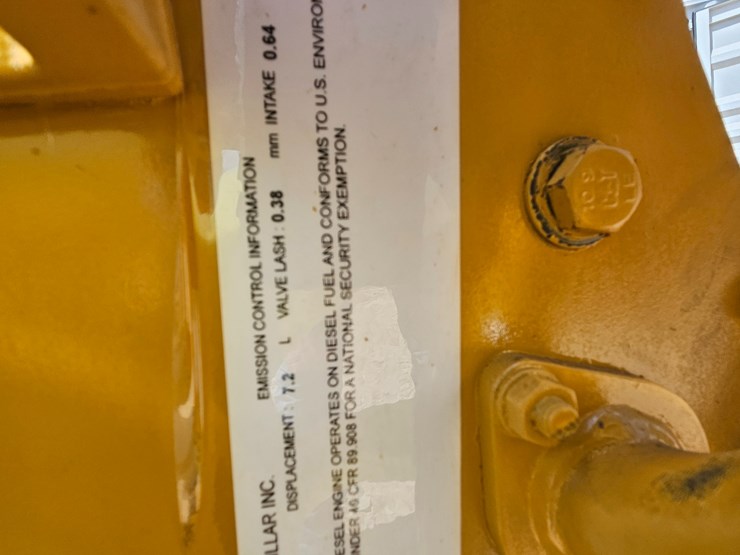 LLAR INC. EMISSION CONTROL INFORMATION
DISPLACEMENT: 7.2 L VALVE LASH: 0.38 mm INTAKE 0.64
ESEL ENGINE OPERATES ON DIESEL FUEL AND CONFORMS TO U.S. ENVIRO
NDER 40 CFR 89.908 FOR A NATIONAL SECURITY EXEMPTION.